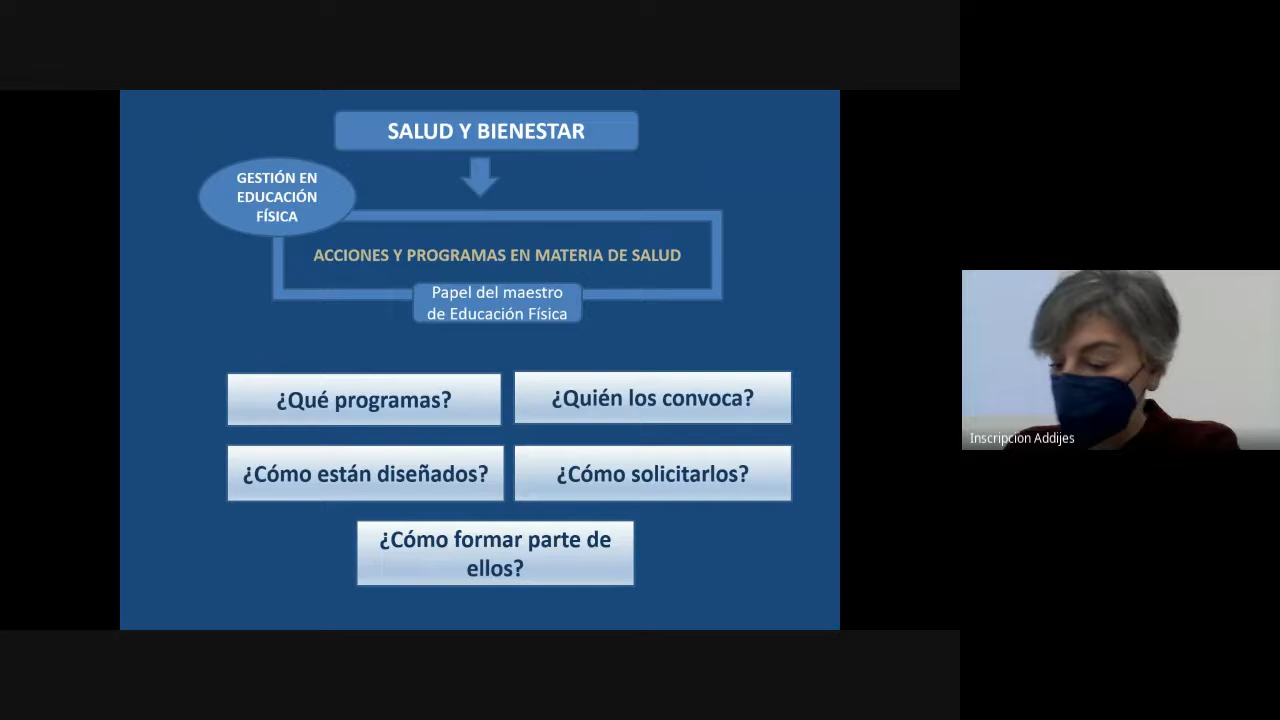 SALUD Y BIENESTAR
GESTIÓN EN
EDUCACIÓN
FÍSICA
ACCIONES Y PROGRAMAS EN MATERIA DE SALUD
Papel del maestro
de Educación Física
¿Qué programas?
¿Quién los convoca?
¿Cómo están diseñados?
¿Cómo solicitarlos?
¿Cómo formar parte de
ellos?
Inscripcion Addijes